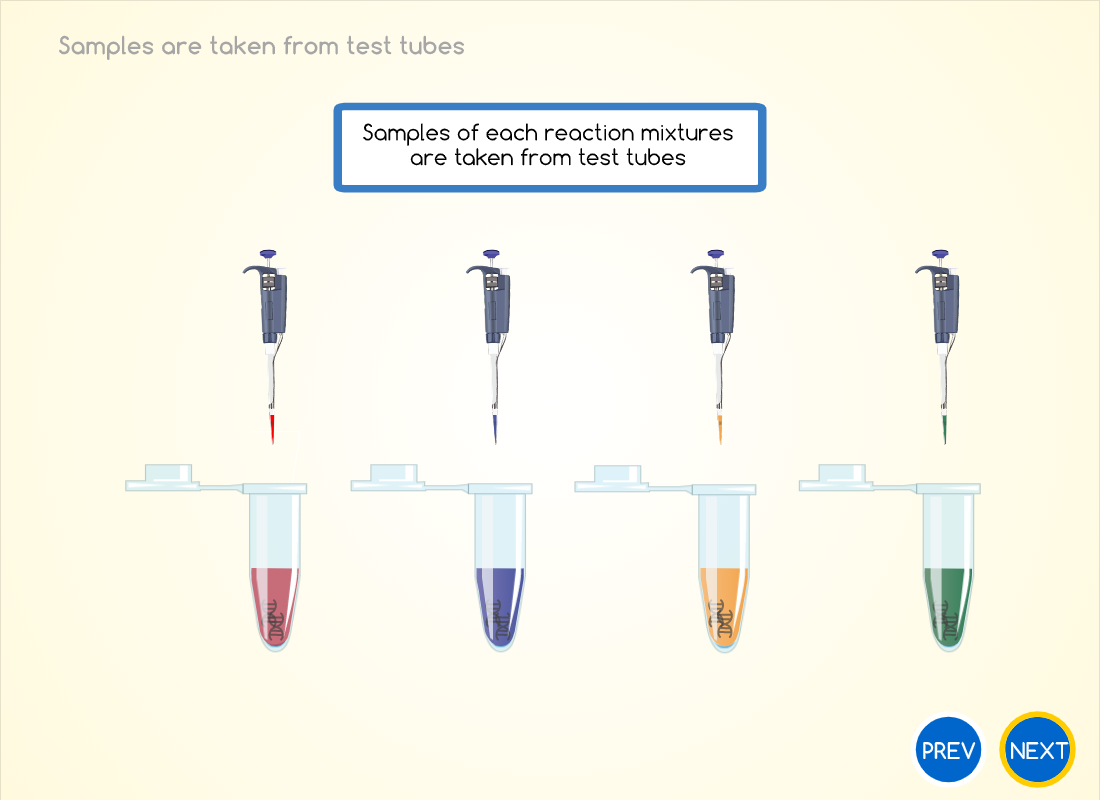 Samples are taken from test tubes
Samples of each reaction mixtures
are taken from test tubes
PREV
NEXT